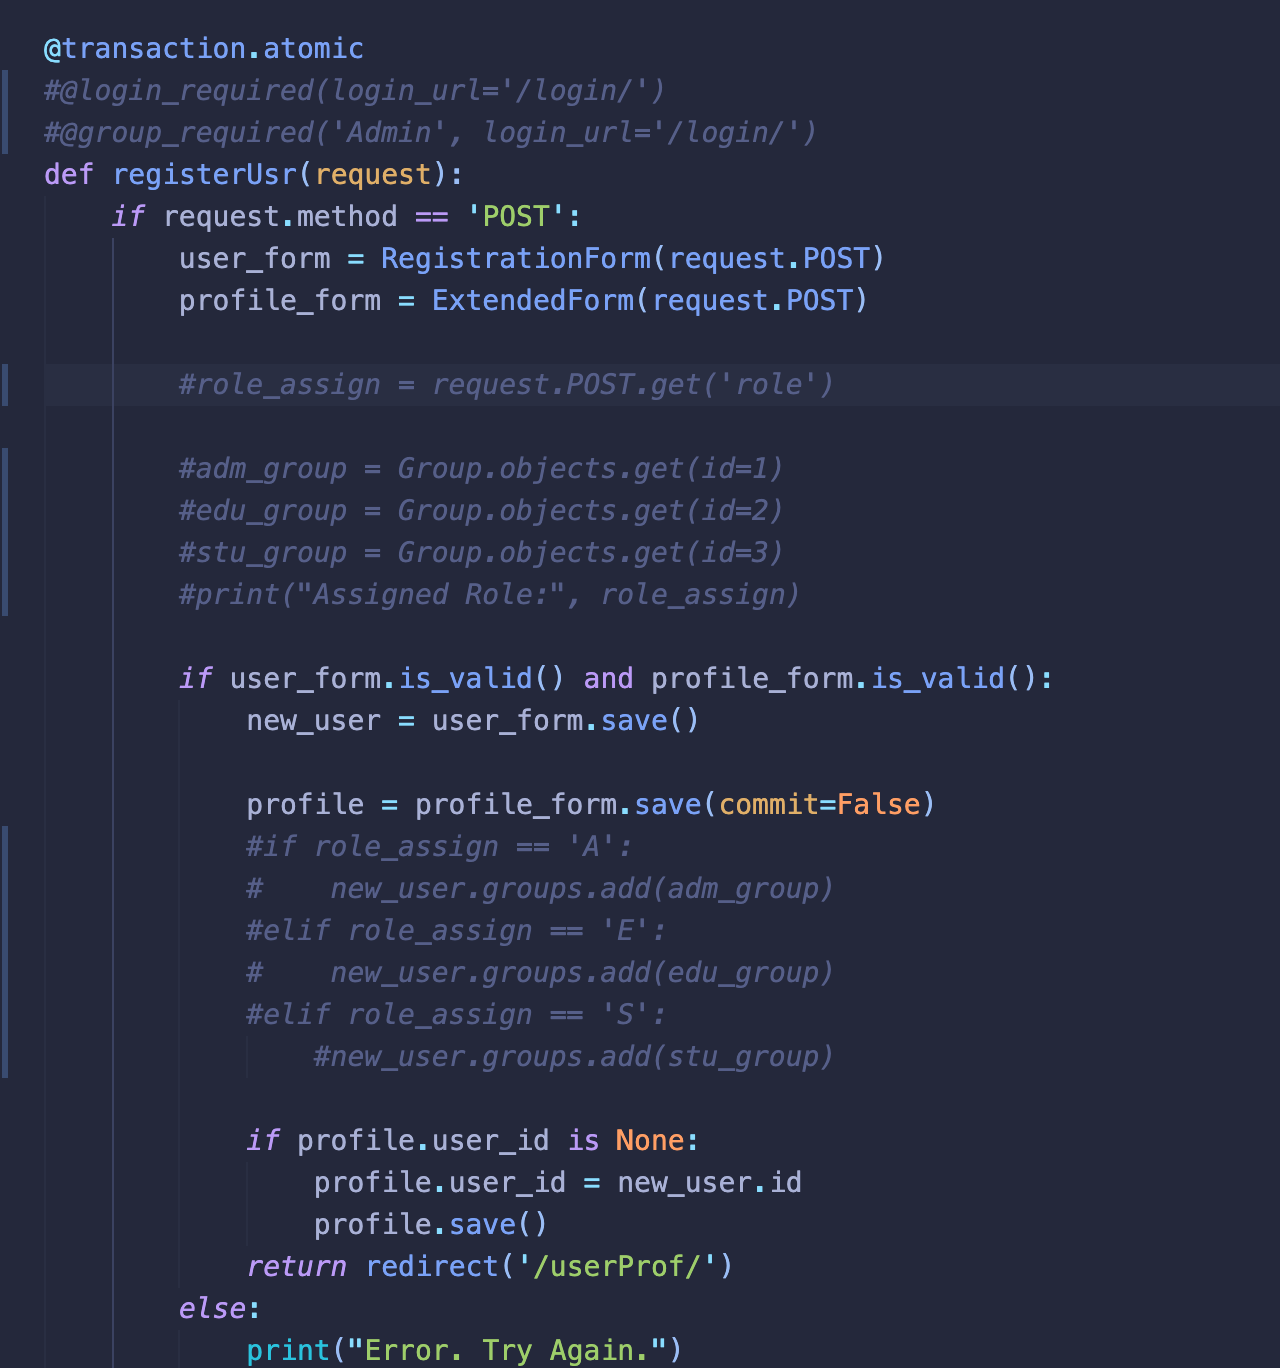 @transaction.atomic
#@login_required(login_url='/login/')
#@group_required('Admin', login_url='/login/')
def registerUsr(request):
    if request.method == 'POST':
        user_form = RegistrationForm(request.POST)
        profile_form = ExtendedForm(request.POST)

        #role_assign = request.POST.get('role')

        #adm_group = Group.objects.get(id=1)
        #edu_group = Group.objects.get(id=2)
        #stu_group = Group.objects.get(id=3)
        #print("Assigned Role:", role_assign)

        if user_form.is_valid() and profile_form.is_valid():
            new_user = user_form.save()

            profile = profile_form.save(commit=False)
            #if role_assign == 'A':
            #    new_user.groups.add(adm_group)
            #elif role_assign == 'E':
            #    new_user.groups.add(edu_group)
            #elif role_assign == 'S':
                #new_user.groups.add(stu_group)

            if profile.user_id is None:
                profile.user_id = new_user.id
                profile.save()
            return redirect('/userProf/')
        else:
            print("Error. Try Again.")